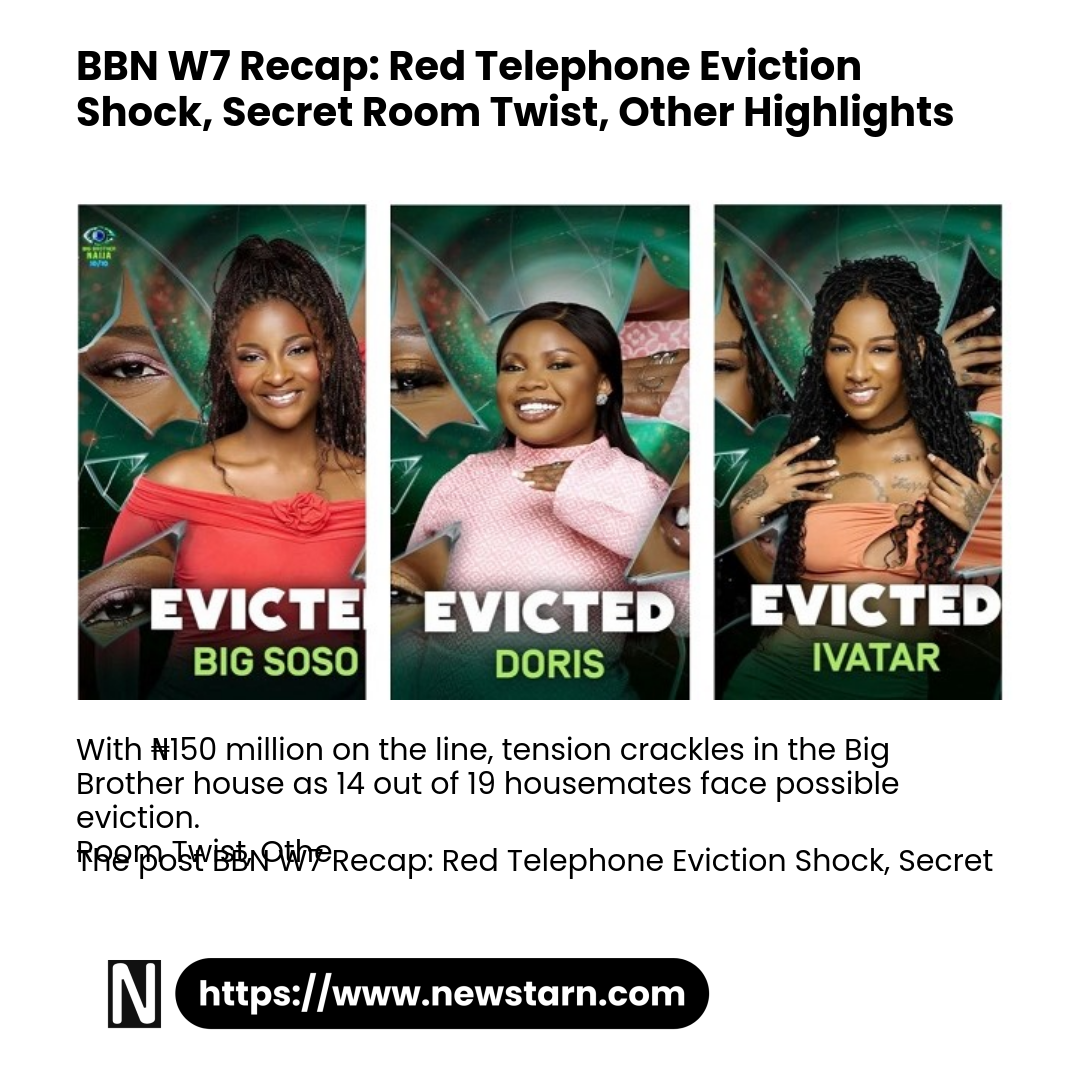 BBN W7 Recap: Red Telephone Eviction
Shock, Secret Room Twist, Other Highlights
BIG BROTHER
NAIJA
10/10
EVICTE
BIG SOSO
EVICTED
DORIS
EVICTED
IVATAR
With ₦150 million on the line, tension crackles in the Big
Brother house as 14 out of 19 housemates face possible
eviction.
Room Twist, Othe
The post BBN W7 Recap: Red Telephone Eviction Shock, Secret
N
https://www.newstarn.com